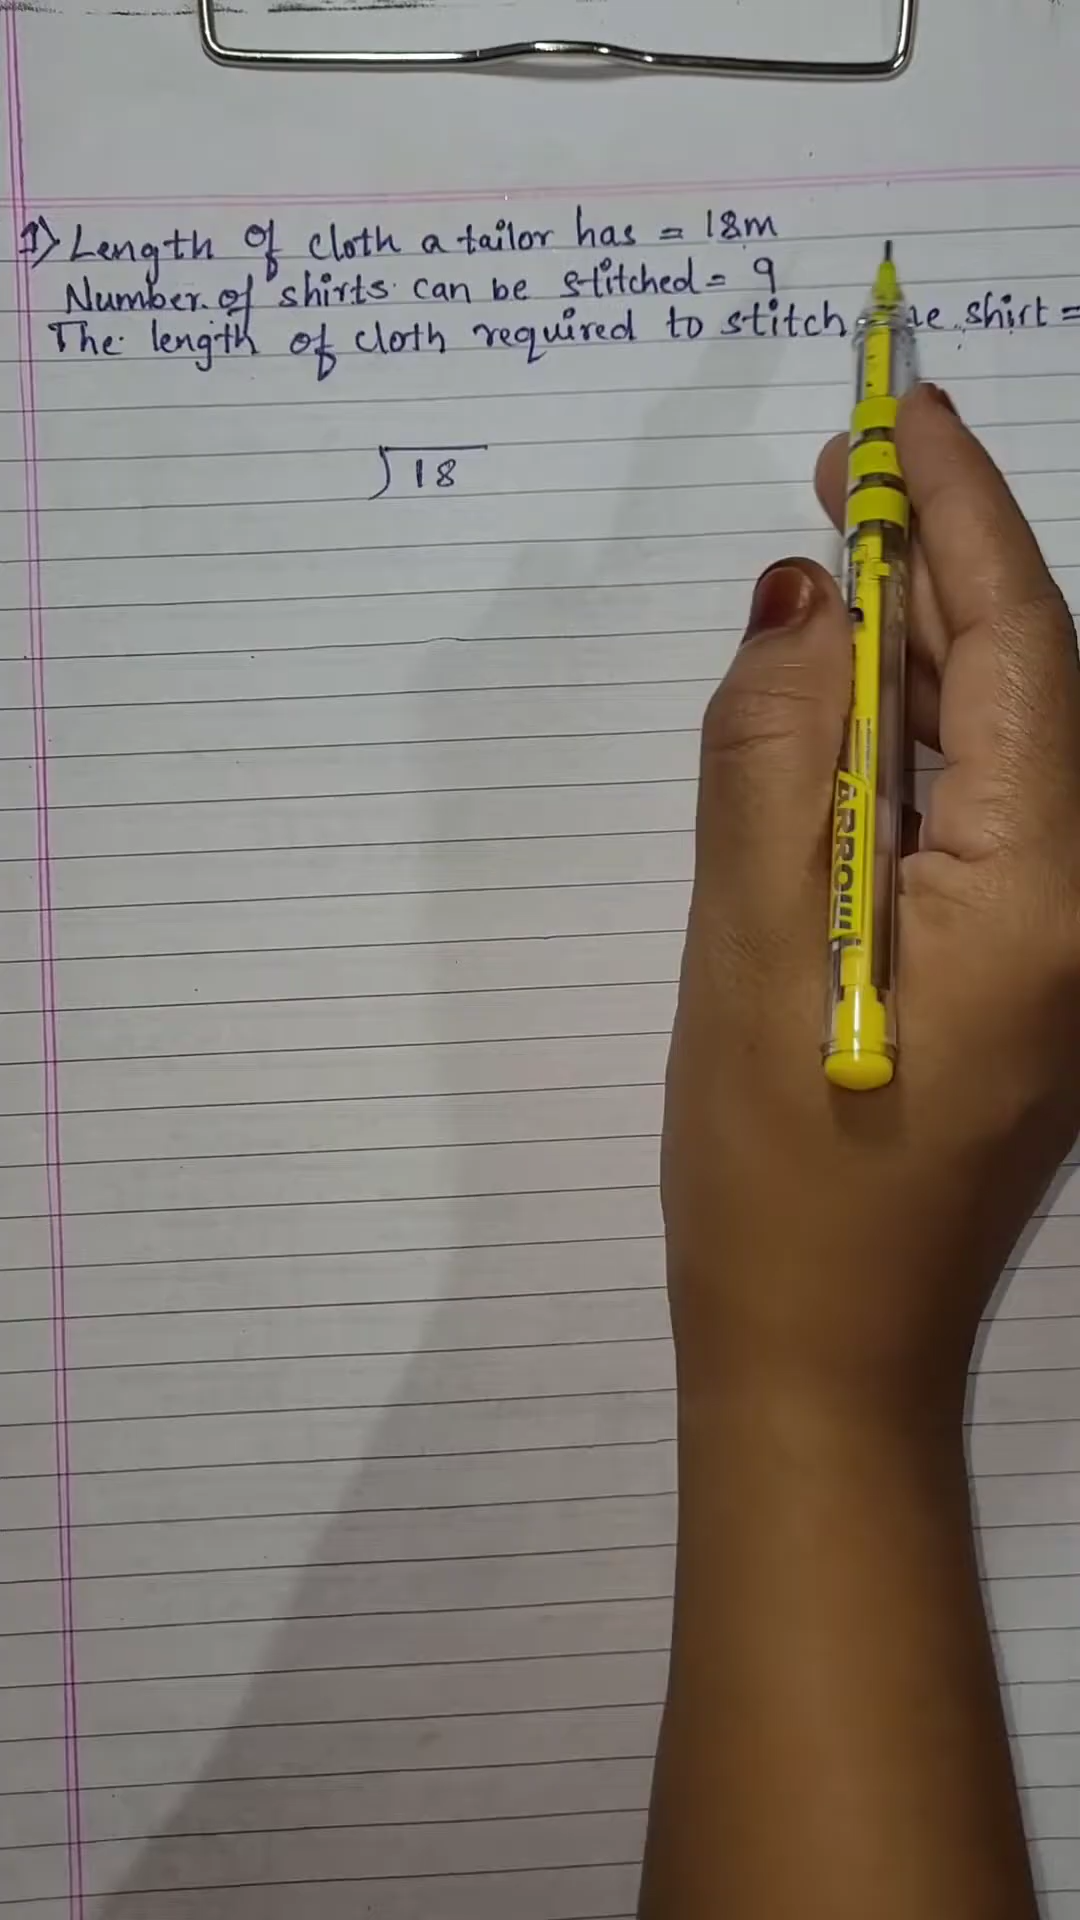 1) Length of cloth a tailor has = 18m
Number of shirts can be stitched = 9
The length of cloth required to stitch shirt =
18
ARROW